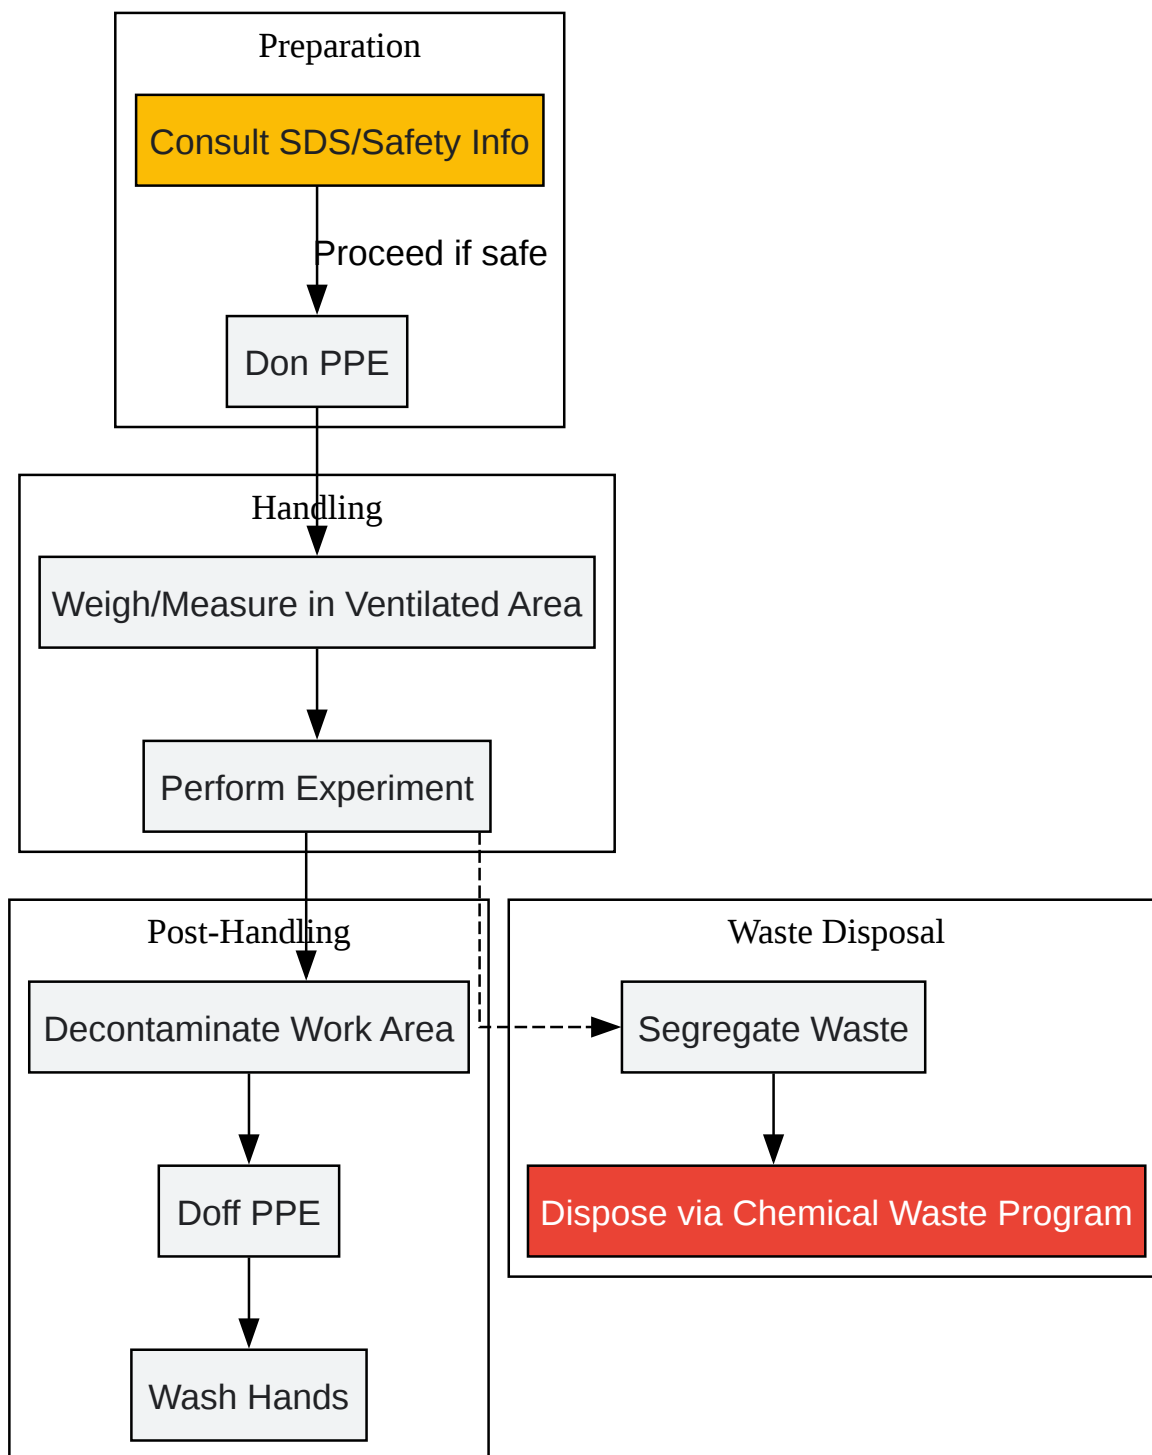 Preparation
Consult SDS/Safety Info
Proceed if safe
Don PPE
Handling
Weigh/Measure in Ventilated Area
Perform Experiment
Post-Handling
Decontaminate Work Area
Doff PPE
Wash Hands
Waste Disposal
Segregate Waste
Dispose via Chemical Waste Program